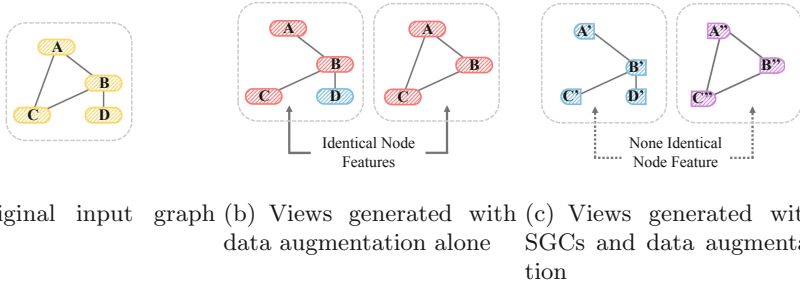 A
B
C
D
A
B
C
D
A
B
C
Identical Node
Features
A'
B'
C'
D'
A''
B''
C''
None Identical
Node Feature
iginal input graph
(b) Views generated with
data augmentation alone
(c) Views generated wit
SGCs and data augmenta
tion